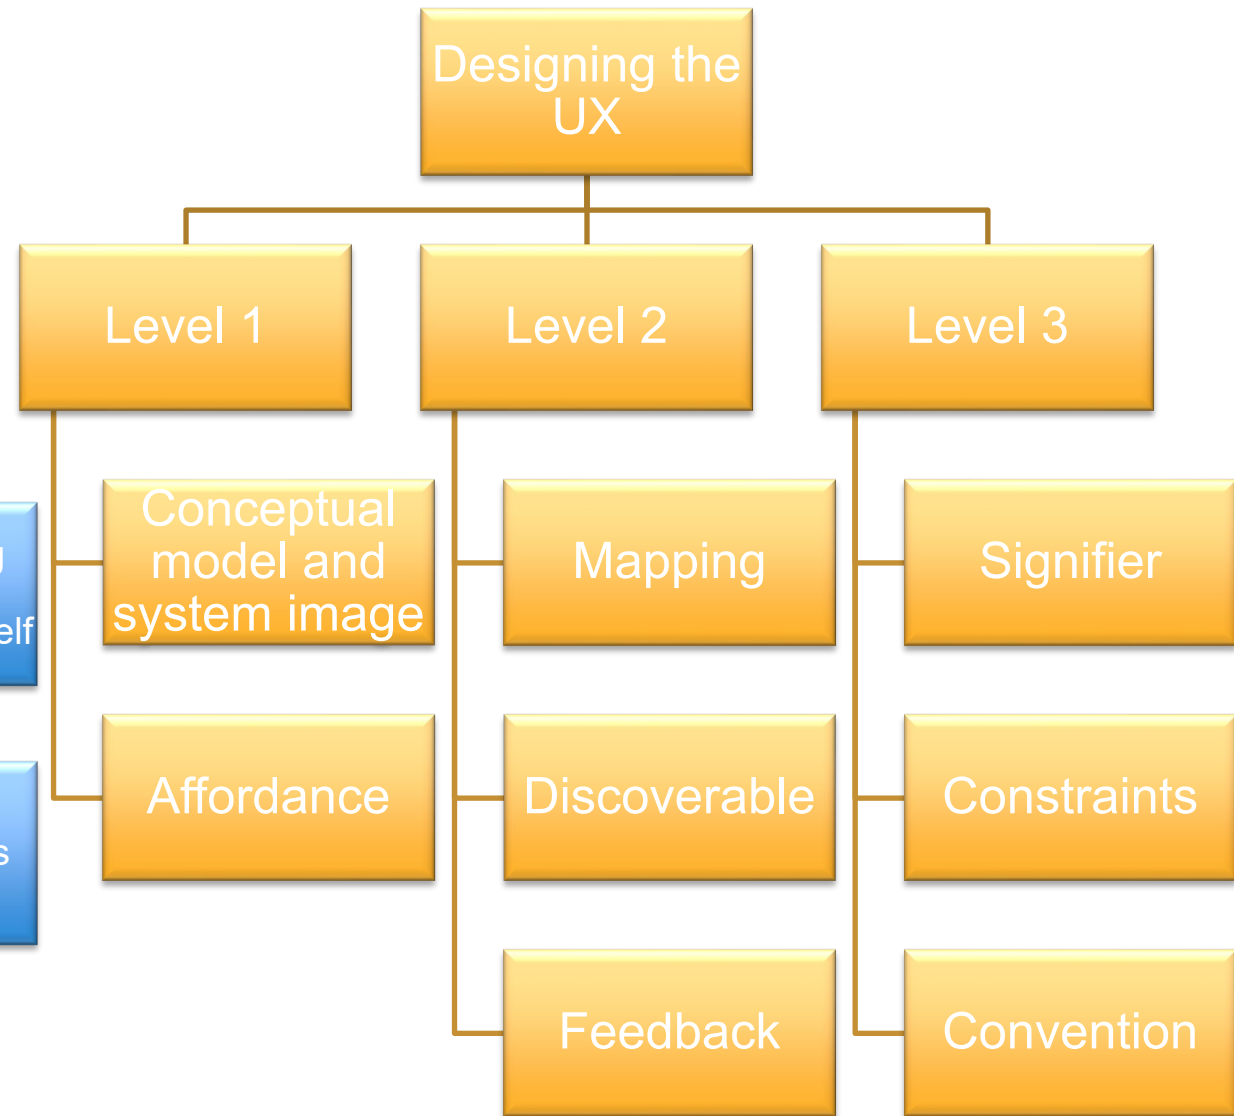 Designing the
UX
Level 1
Level 2
Level 3
Conceptual
model and
system image
Mapping
Signifier
Affordance
Discoverable
Constraints
Feedback
Convention